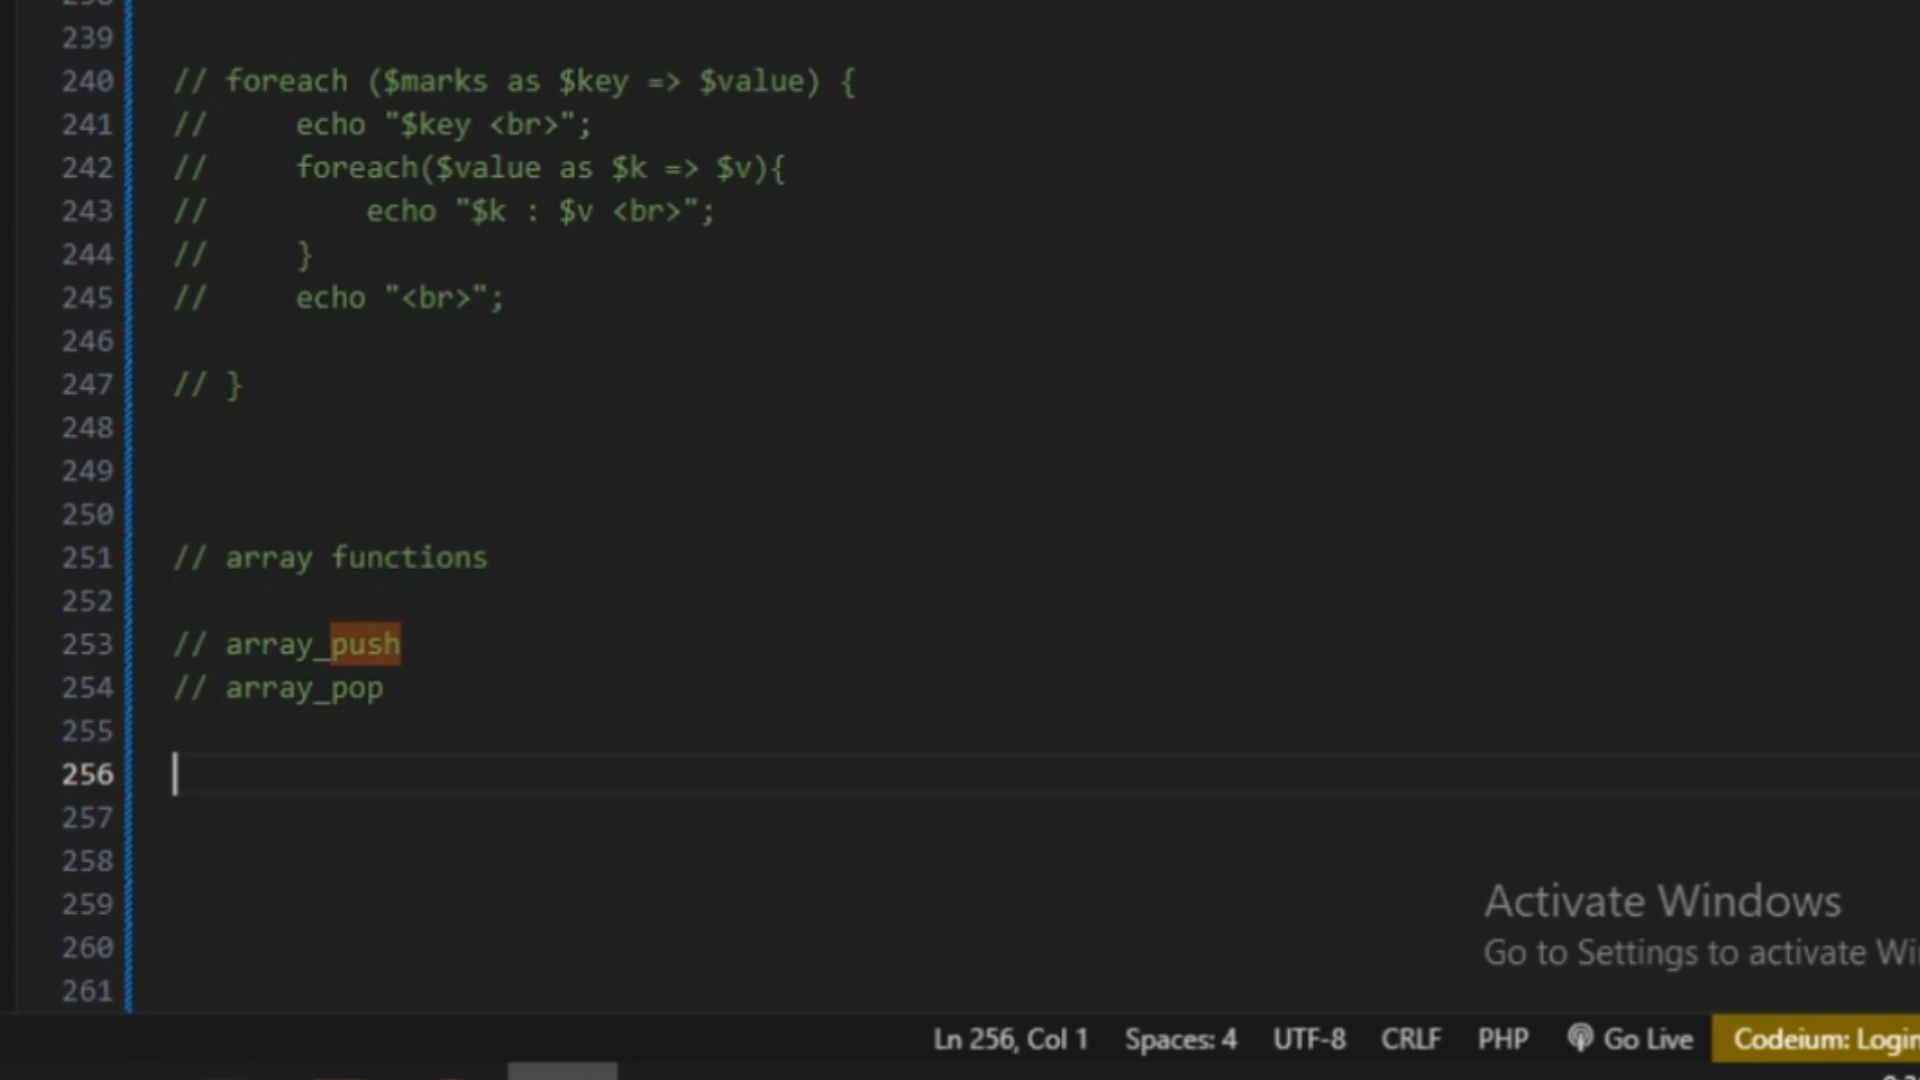 239
240 // foreach ($marks as $key => $value) {
241 //     echo "$key <br>";
242 //     foreach($value as $k => $v){
243 //         echo "$k : $v <br>";
244 //     }
245 //     echo "<br>";
246
247 // }
248
249
250
251 // array functions
252
253 // array_push
254 // array_pop
255
256
257
258
259
260
261
Activate Windows
Go to Settings to activate
Ln 256, Col 1 Spaces: 4 UTF-8 CRLF PHP Go Live Codeium: Login